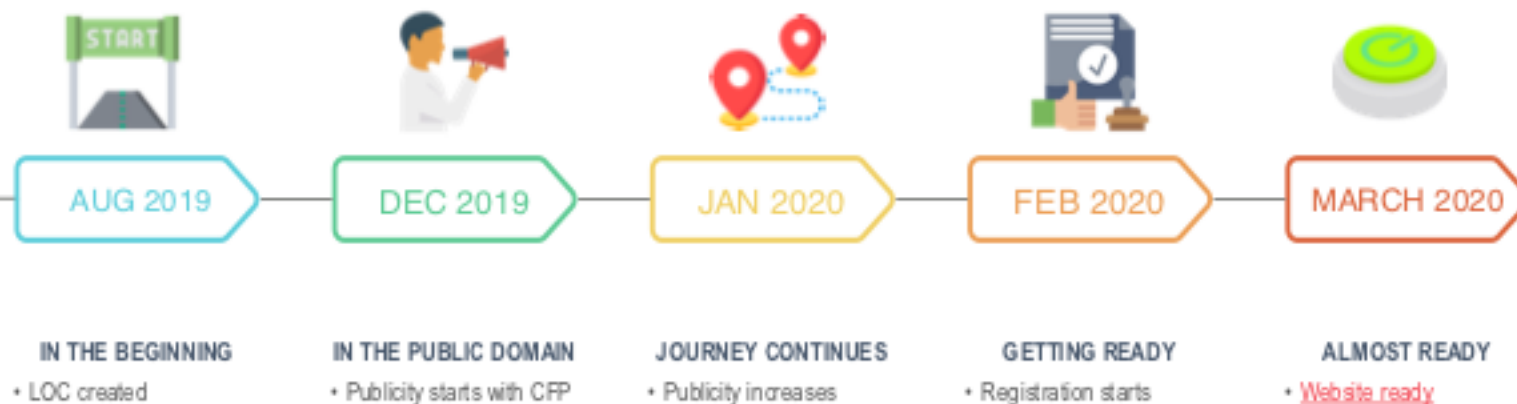 START
AUG 2019
DEC 2019
JAN 2020
FEB 2020
MARCH 2020
IN THE BEGINNING
IN THE PUBLIC DOMAIN
JOURNEY CONTINUES
GETTING READY
ALMOST READY
• LOC created
• Publicity starts with CFP
• Publicity increases
• Registration starts
• Website ready